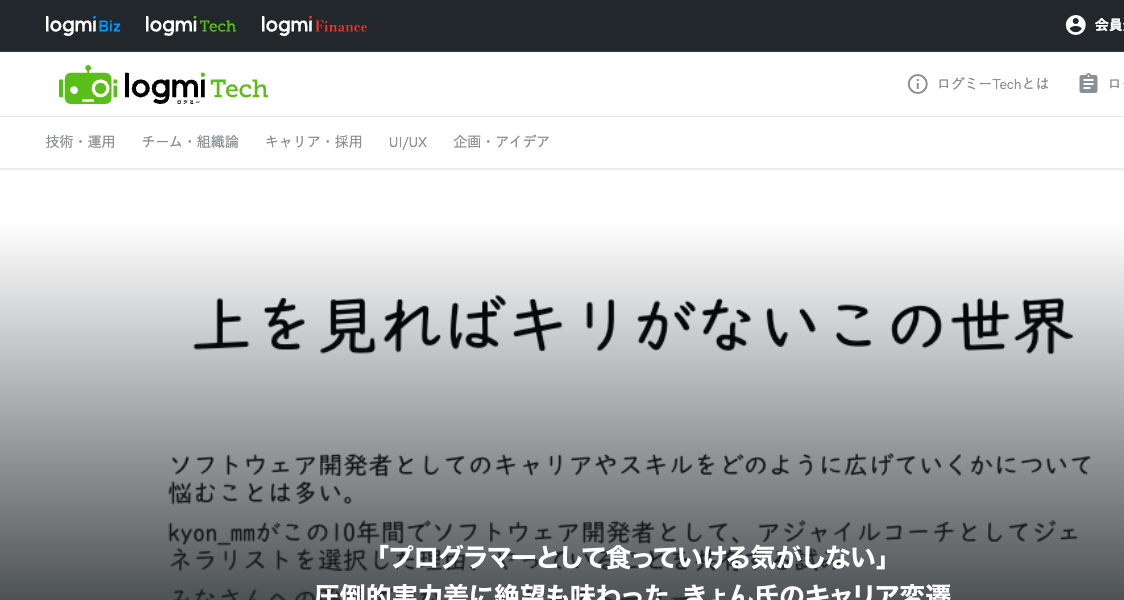 logmi Biz logmi Tech logmi Finance 会員
logmi Tech ログミーTechとは ロ
ログミー
技術・運用 チーム・組織論 キャリア・採用 UI/UX 企画・アイデア
上を見ればキリがないこの世界
ソフトウェア開発者としてのキャリアやスキルをどのように広げていくかについて
悩むことは多い。
kyon_mmがこの10年間でソフトウェア開発者として、アジャイルコーチとしてジェ
ネラリストを選択し
「プログラマーとして食っていける気がしない」
みなさんへの
圧倒的実力差に絶望も味わった、きょん氏のキャリア変遷